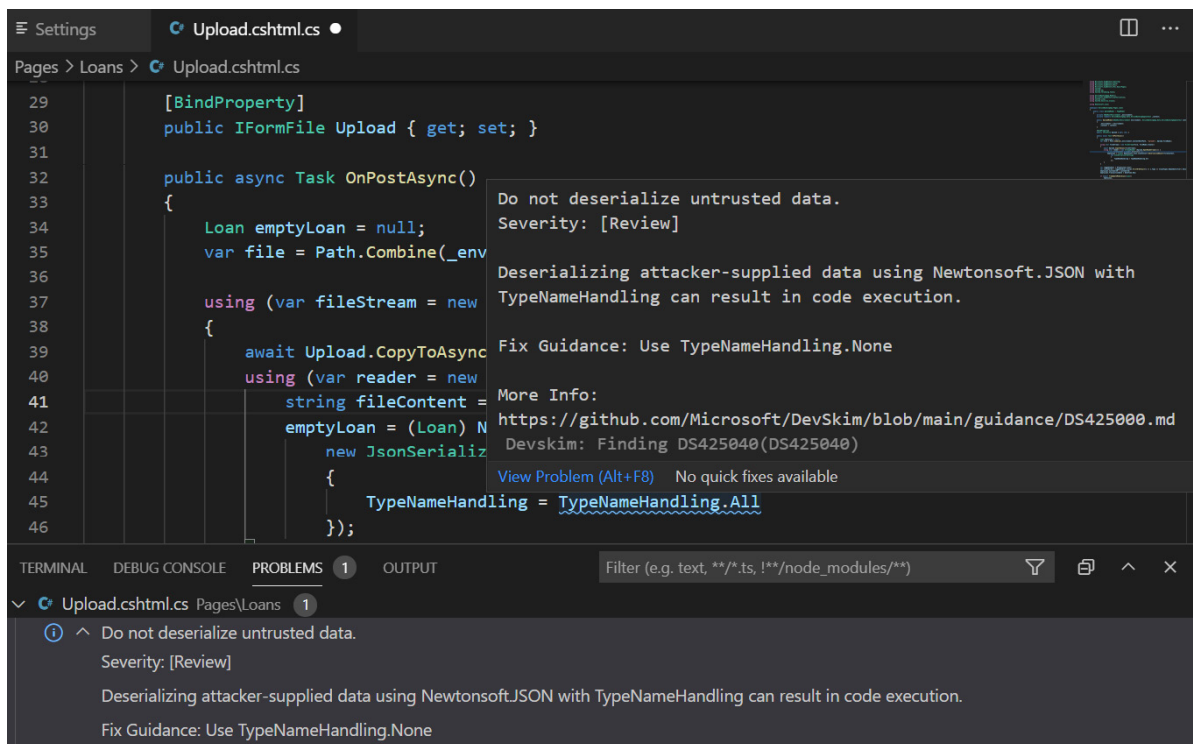 Settings
Upload.cshtml.cs
Pages > Loans > Upload.cshtml.cs
29 [BindProperty]
30 public IFormFile Upload { get; set; }
31
32 public async Task OnPostAsync()
33 {
34 Loan emptyLoan = null;
35 var file = Path.Combine(_env
36
37 using (var fileStream = new
38 {
39 await Upload.CopyToAsync
40 using (var reader = new
41 string fileContent =
42 emptyLoan = (Loan) N
43 new JsonSerializ
44 {
45 TypeNameHandling = TypeNameHandling.All
46 });
Do not deserialize untrusted data.
Severity: [Review]
Deserializing attacker-supplied data using Newtonsoft.JSON with
TypeNameHandling can result in code execution.
Fix Guidance: Use TypeNameHandling.None
More Info:
https://github.com/Microsoft/DevSkim/blob/main/guidance/DS425000.md
Devskim: Finding DS425040(DS425040)
View Problem (Alt+F8) No quick fixes available
TERMINAL DEBUG CONSOLE PROBLEMS 1 OUTPUT Filter (e.g. text, **/*.ts, !**/node_modules/**)
Upload.cshtml.cs Pages\Loans 1
Do not deserialize untrusted data.
Severity: [Review]
Deserializing attacker-supplied data using Newtonsoft.JSON with TypeNameHandling can result in code execution.
Fix Guidance: Use TypeNameHandling.None